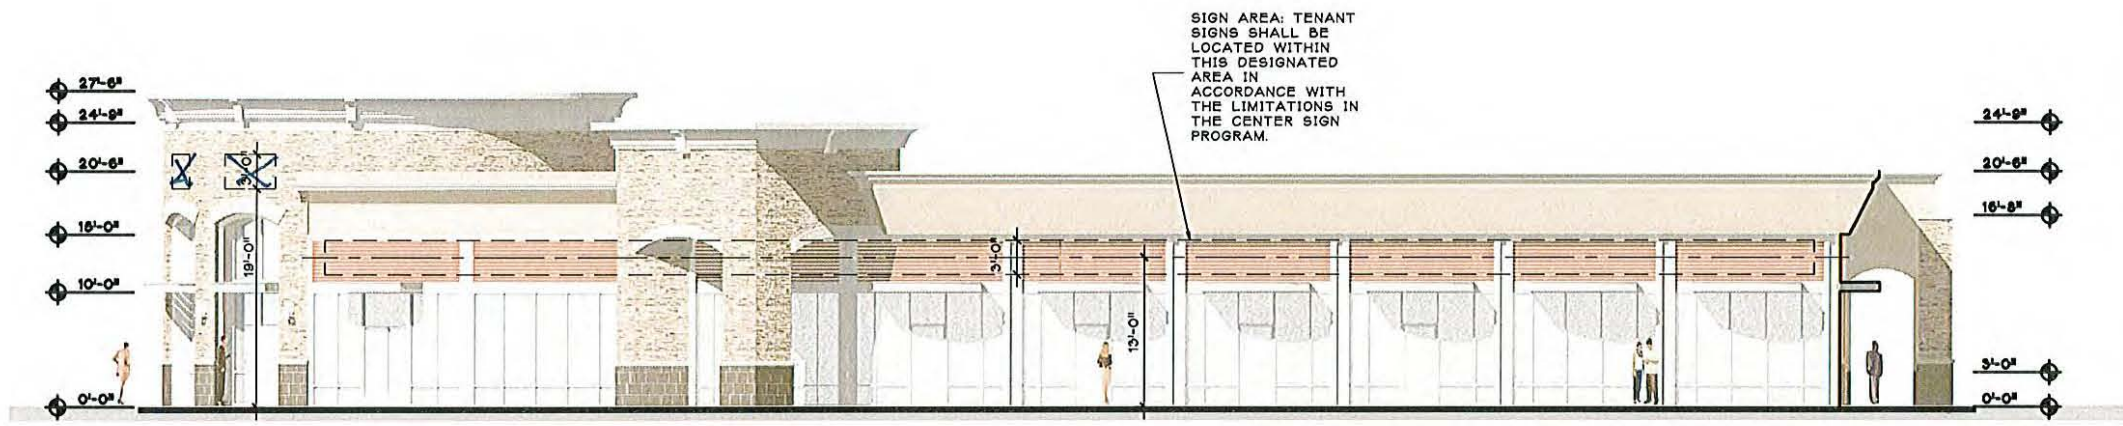 SIGN AREA: TENANT
SIGNS SHALL BE
LOCATED WITHIN
THIS DESIGNATED
AREA IN
ACCORDANCE WITH
THE LIMITATIONS IN
THE CENTER SIGN
PROGRAM.
27'-6"
24'-9"
20'-6"
15'-0"
10'-0"
0'-0"
3'-0"
19'-0"
3'-0"
13'-0"
24'-9"
20'-6"
16'-8"
3'-0"
0'-0"